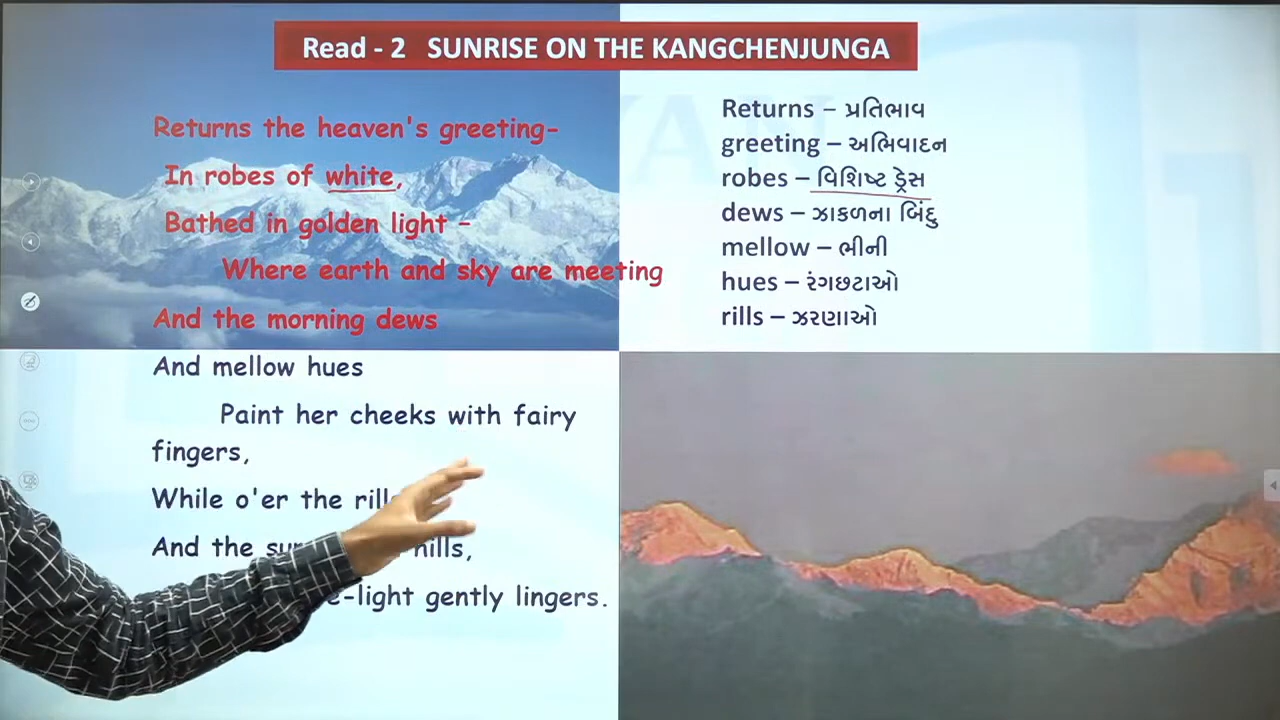 Read - 2 SUNRISE ON THE KANGCHENJUNGA
Returns the heaven's greeting-
In robes of white,
Bathed in golden light –
Where earth and sky are meeting
And the morning dews
And mellow hues
Paint her cheeks with fairy
fingers,
While o'er the rills
And the hills,
gently lingers.
Returns – પ્રતિભાવ
greeting – અભિવાદન
robes – વિશિષ્ટ ડ્રેસ
dews – ઝાકળના બિંદુ
mellow – ભીની
hues – રંગછટાઓ
rills – ઝરણાઓ